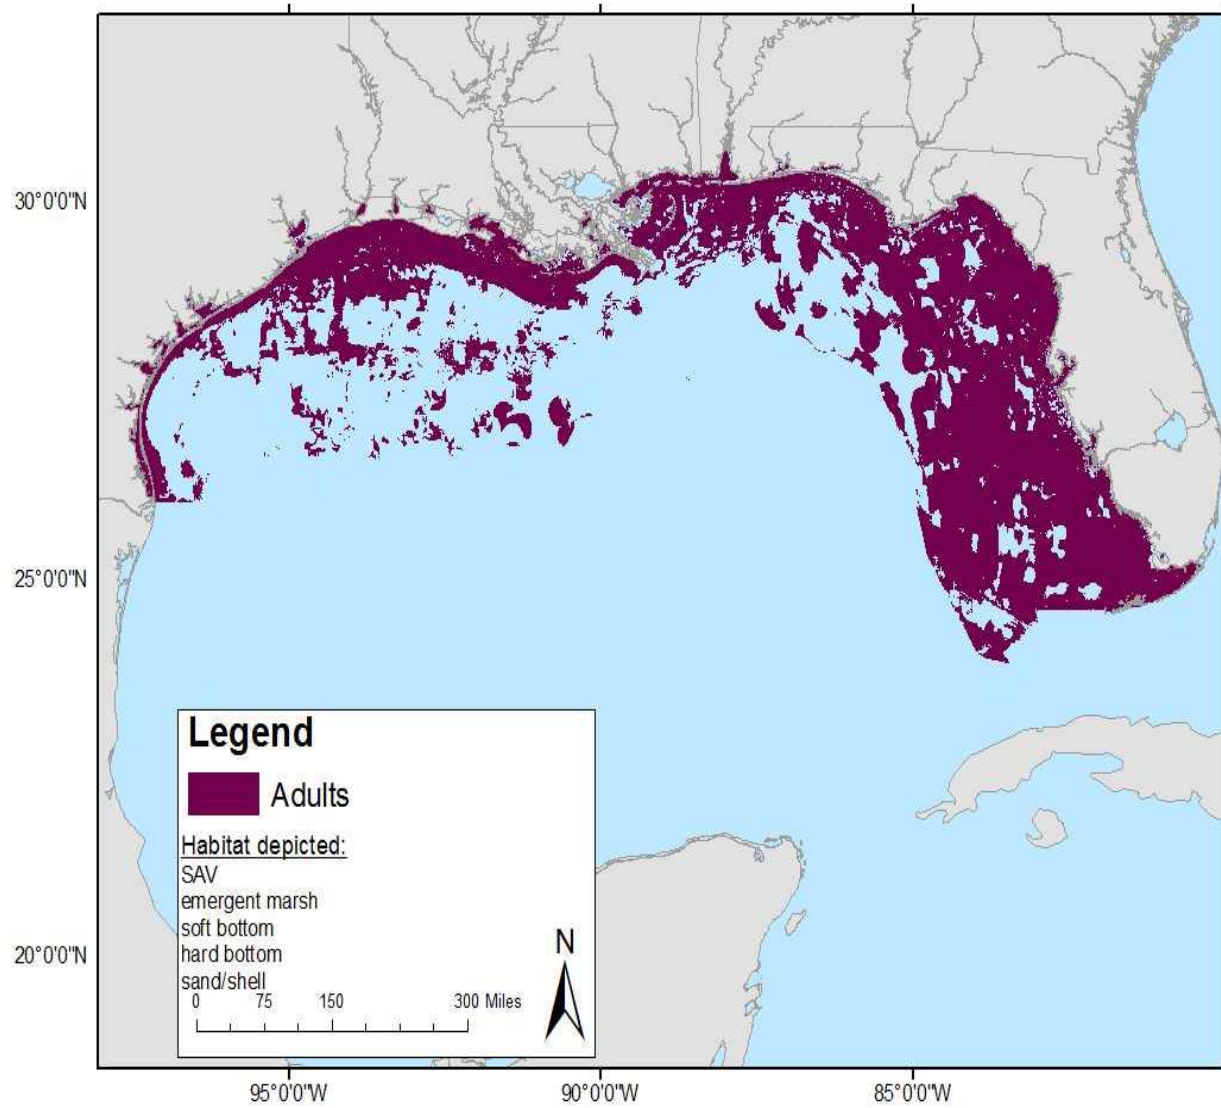 30°0'0"N
25°0'0"N
20°0'0"N
Legend
Adults
Habitat depicted:
SAV
emergent marsh
soft bottom
hard bottom
sand/shell
N
0 75 150 300 Miles
95°0'0"W 90°0'0"W 85°0'0"W